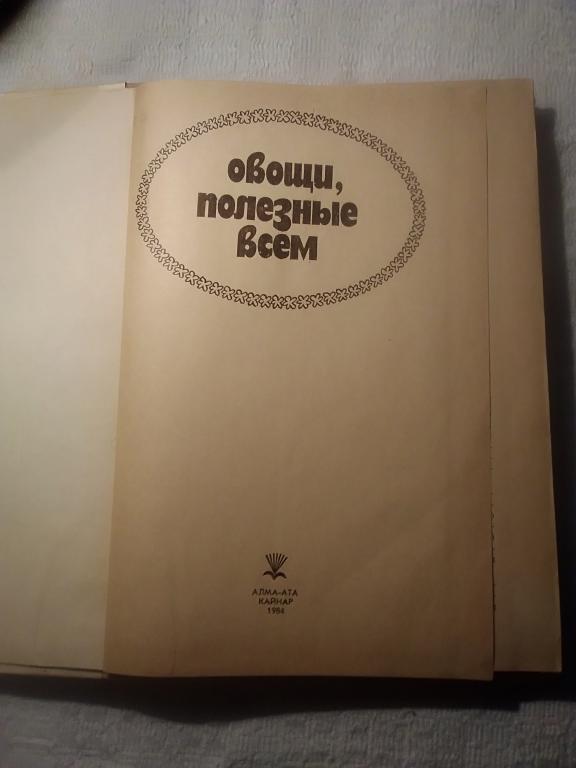 овощи,
полезные
всем
АЛМА-АТА
КАЙНАР
1984